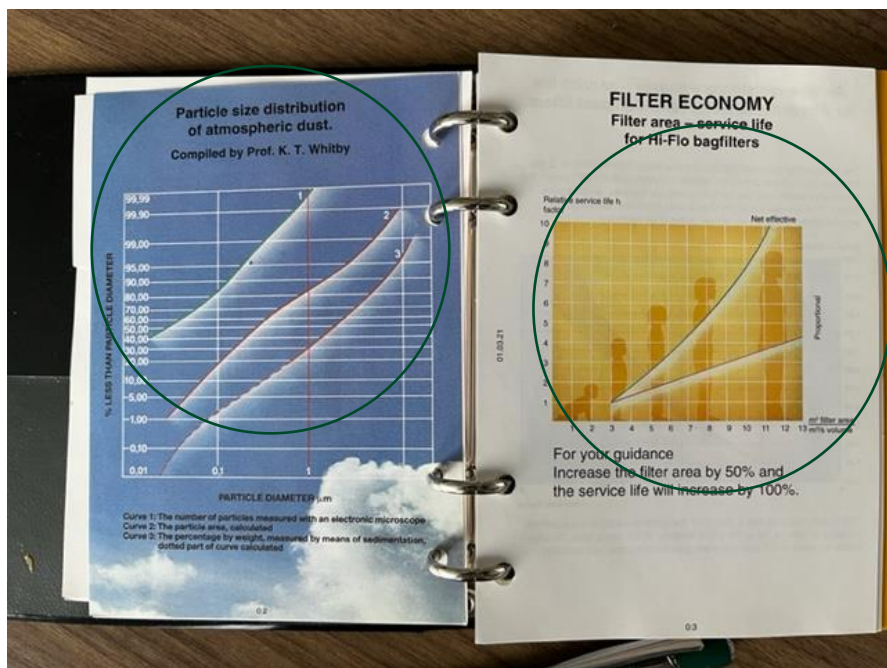 Particle size distribution
of atmospheric dust.
Compiled by Prof. K. T. Whitby
% LESS THAN PARTICLE DIAMETER
99,99
99,90
99,00
95,00
90,00
80,00
70,00
60,00
50,00
40,00
30,00
20,00
10,00
5,00
1,00
0,10
0,01
1
2
3
0,1
1
PARTICLE DIAMETER µm
Curve 1: The number of particles measured with an electronic microscope
Curve 2: The particle area, calculated
Curve 3: The percentage by weight, measured by means of sedimentation,
dotted part of curve calculated
0:2
FILTER ECONOMY
Filter area – service life
for Hi-Flo bagfilters
Relative service life h
factor
Net effective
10
9
8
7
6
5
4
3
2
1
Proportional
01.03.21
1 2 3 4 5 6 7 8 9 10 11 12 13
m² filter area
m³/s volume
For your guidance
Increase the filter area by 50% and
the service life will increase by 100%.
0:3